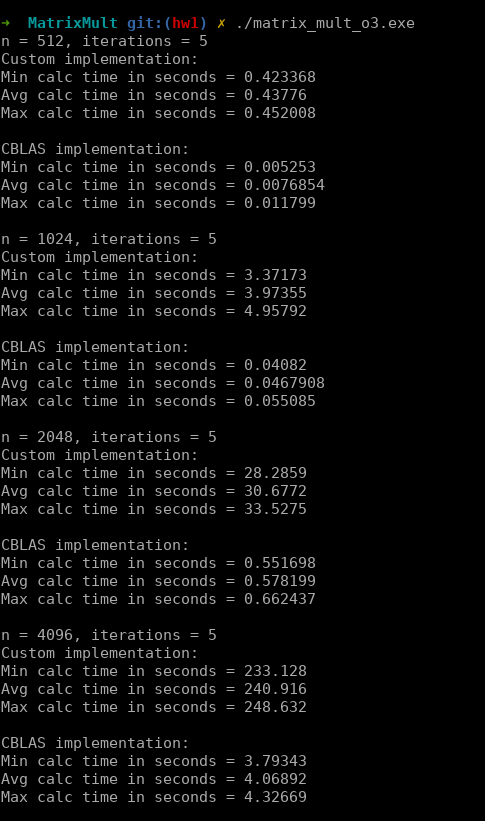 ➜  MatrixMult git:(hw1) ✗ ./matrix_mult_o3.exe
n = 512, iterations = 5
Custom implementation:
Min calc time in seconds = 0.423368
Avg calc time in seconds = 0.43776
Max calc time in seconds = 0.452008

CBLAS implementation:
Min calc time in seconds = 0.005253
Avg calc time in seconds = 0.0076854
Max calc time in seconds = 0.011799

n = 1024, iterations = 5
Custom implementation:
Min calc time in seconds = 3.37173
Avg calc time in seconds = 3.97355
Max calc time in seconds = 4.95792

CBLAS implementation:
Min calc time in seconds = 0.04082
Avg calc time in seconds = 0.0467908
Max calc time in seconds = 0.055085

n = 2048, iterations = 5
Custom implementation:
Min calc time in seconds = 28.2859
Avg calc time in seconds = 30.6772
Max calc time in seconds = 33.5275

CBLAS implementation:
Min calc time in seconds = 0.551698
Avg calc time in seconds = 0.578199
Max calc time in seconds = 0.662437

n = 4096, iterations = 5
Custom implementation:
Min calc time in seconds = 233.128
Avg calc time in seconds = 240.916
Max calc time in seconds = 248.632

CBLAS implementation:
Min calc time in seconds = 3.79343
Avg calc time in seconds = 4.06892
Max calc time in seconds = 4.32669